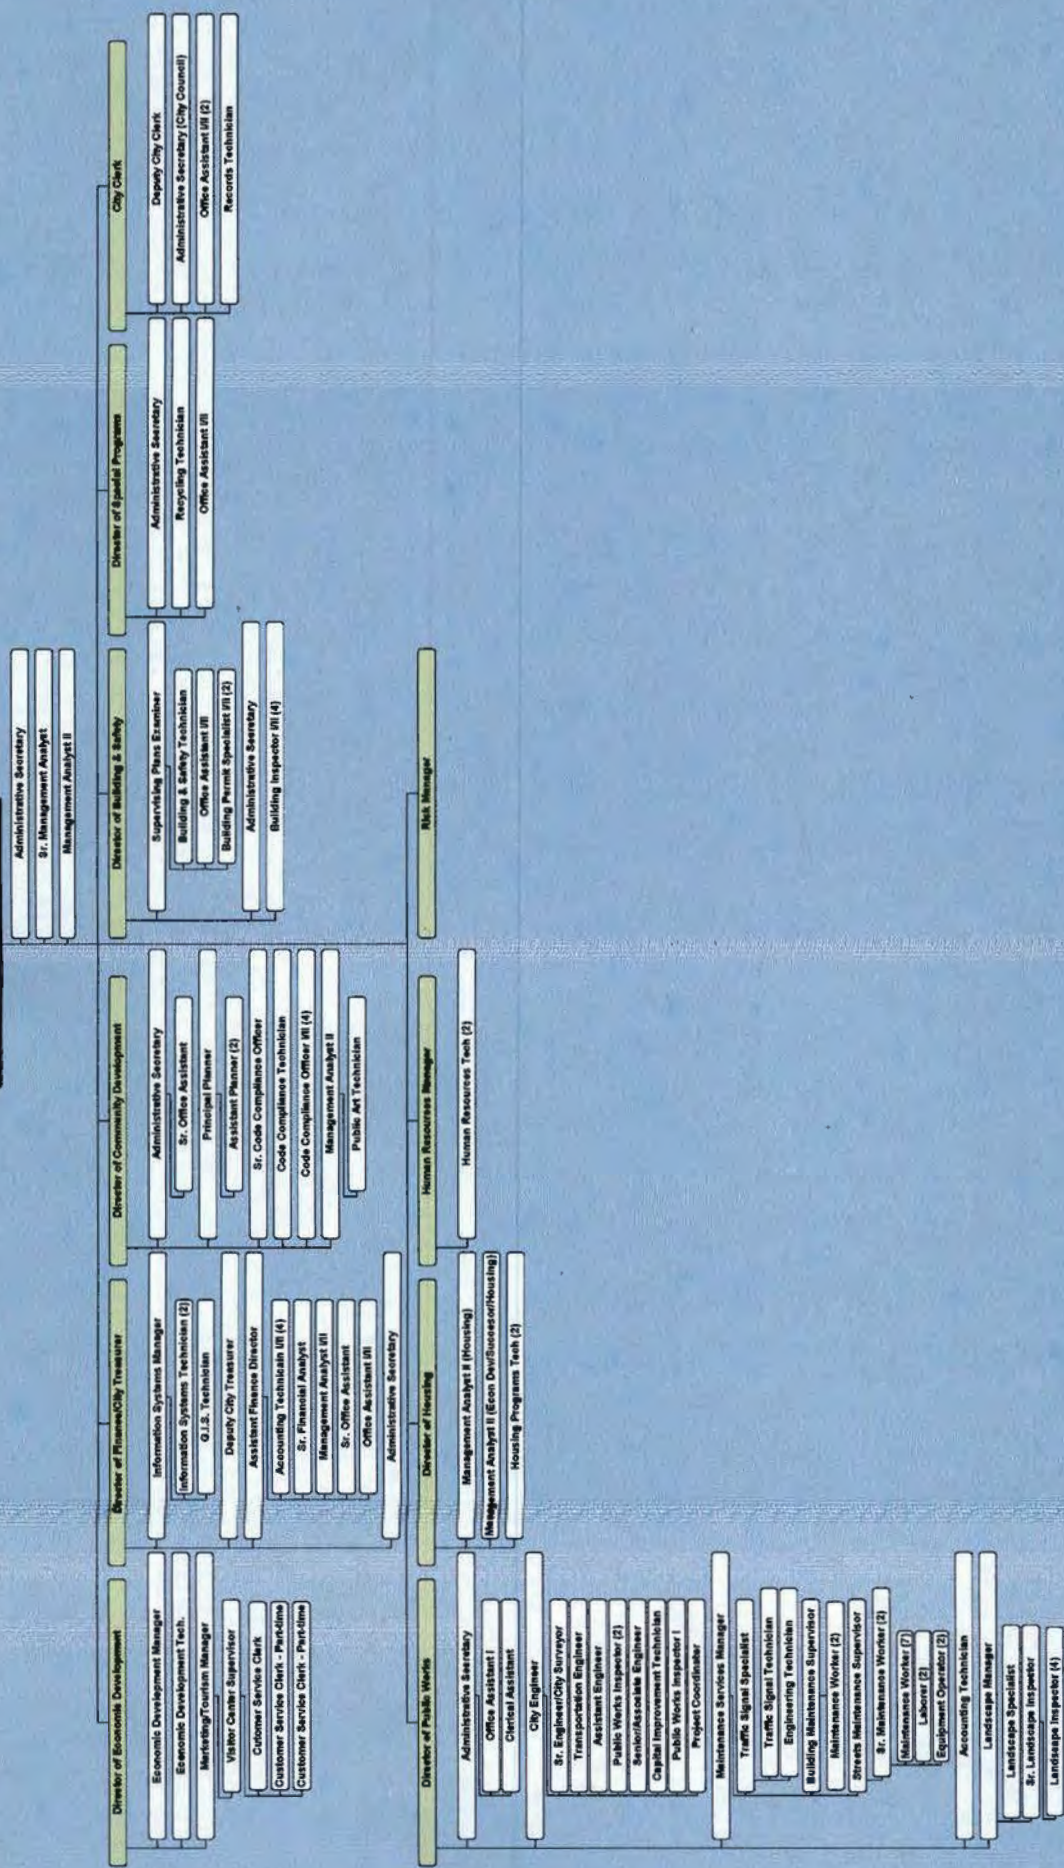 Administrative Secretary
Sr. Management Analyst
Management Analyst II
Director of Economic Development
Economic Development Manager
Economic Development Tech.
Marketing/Tourism Manager
Visitor Center Supervisor
Cutomer Service Clerk
Customer Service Clerk - Part-time
Customer Service Clerk - Part-time
Director of Finance/City Treasurer
Information Systems Manager
Information Systems Technician (2)
G.I.S. Technician
Deputy City Treasurer
Assistant Finance Director
Accounting Technicain I/II (4)
Sr. Financial Analyst
Management Analyst I/II
Sr. Office Assistant
Office Assistant I/II
Administrative Secretary
Director of Community Development
Administrative Secretary
Sr. Office Assistant
Principal Planner
Assistant Planner (2)
Sr. Code Compliance Officer
Code Compliance Technician
Code Compliance Officer I/II (4)
Management Analyst II
Public Art Technician
Director of Building & Safety
Supervising Plans Examiner
Building & Safety Technician
Office Assistant I/II
Building Permit Specialist I/II (2)
Administrative Secretary
Building Inspector I/II (4)
Director of Special Programs
Administrative Secretary
Recycling Technician
Office Assistant I/II
City Clerk
Deputy City Clerk
Administrative Secretary (City Council)
Office Assistant I/II (2)
Records Technician
Director of Public Works
Administrative Secretary
Office Assistant I
Clerical Assistant
City Engineer
Sr. Engineer/City Surveyor
Transportation Engineer
Assistant Engineer
Public Works Inspector (2)
Senior/Associate Engineer
Capital Improvement Technician
Public Works Inspector I
Project Coordinator
Maintenance Services Manager
Traffic Signal Specialist
Traffic Signal Technician
Engineering Technician
Building Maintenance Supervisor
Maintenance Worker (2)
Streets Maintenance Supervisor
Sr. Maintenance Worker (2)
Maintenance Worker (7)
Laborer (2)
Equipment Operator (2)
Accounting Technician
Landscape Manager
Landscape Specialist
Sr. Landscape Inspector
Landscape Inspector (4)
Director of Housing
Management Analyst II (Housing)
Management Analyst II (Econ Dev/Succesor/Housing)
Housing Programs Tech (2)
Human Resources Manager
Human Resources Tech (2)
Risk Manager